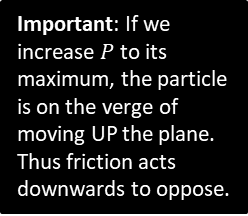 Important: If we
increase P to its
maximum, the particle
is on the verge of
moving UP the plane.
Thus friction acts
downwards to oppose.